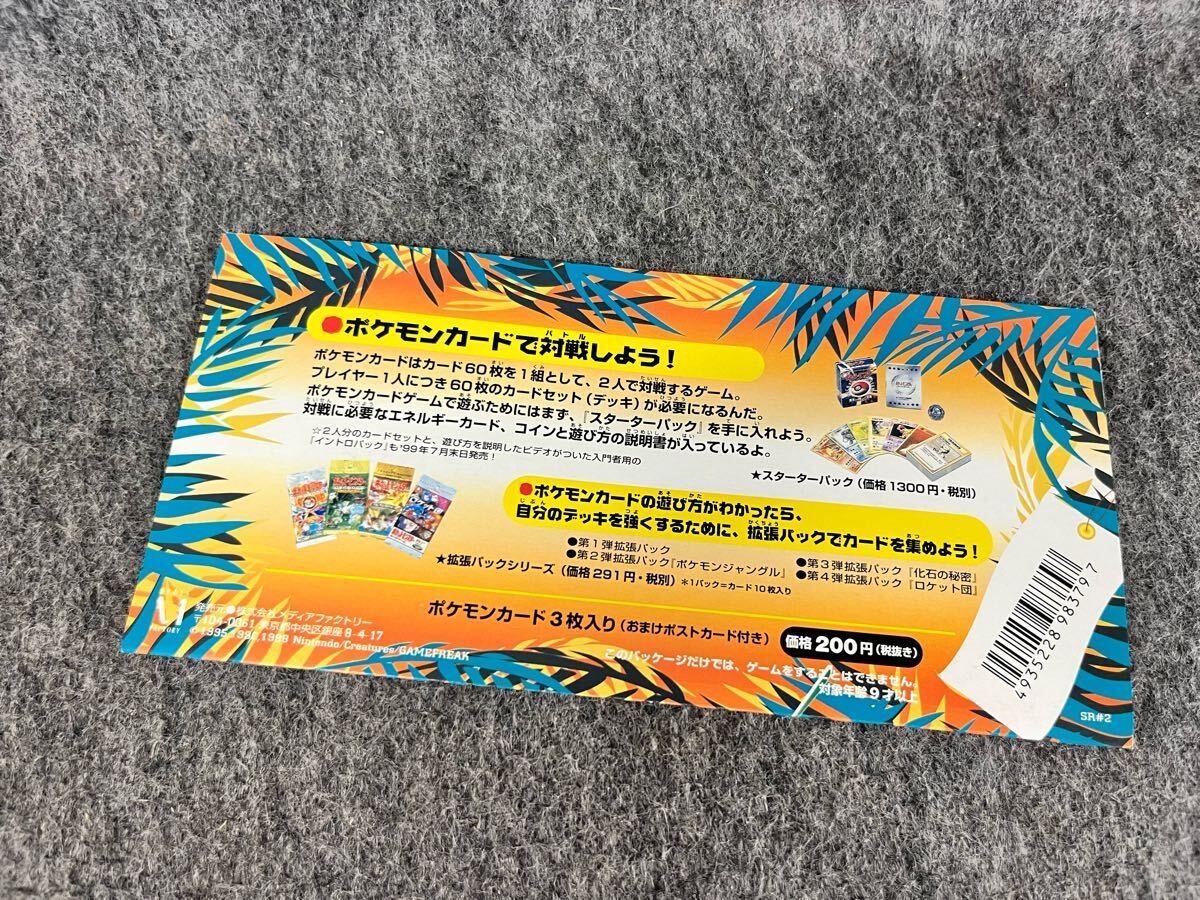 ●ポケモンカードで対戦しよう!
ポケモンカードはカード60枚を1組として、2人で対戦するゲーム。
プレイヤー1人につき60枚のカードセット(デッキ)が必要になるんだ。
ポケモンカードゲームで遊ぶためにはまず、『スターターパック』を手に入れよう。
対戦に必要なエネルギーカード、コインと遊び方の説明書が入っているよ。
☆2人分のカードセットと、遊び方を説明したビデオがついた入門者用の
『イントロパック』も'99年7月末日発売!
★スターターパック(価格1300円・税別)
●ポケモンカードの遊び方がわかったら、
自分のデッキを強くするために、拡張パックでカードを集めよう!
●第1弾拡張パック
●第2弾拡張パック『ポケモンジャングル』
●第3弾拡張パック『化石の秘密』
●第4弾拡張パック『ロケット団』
★拡張パックシリーズ(価格291円・税別)*1パック=カード10枚入り
ポケモンカード3枚入り(おまけポストカード付き) 価格200円(税抜き)
このパッケージだけでは、ゲームをすることはできません。
対象年齢9才以上
FACTORY
発売元●株式会社メディアファクトリー
〒104-0061 東京都中央区銀座8-4-17
©1995,1996,1998 Nintendo/Creatures/GAMEFREAK
4935228983797
SR#2